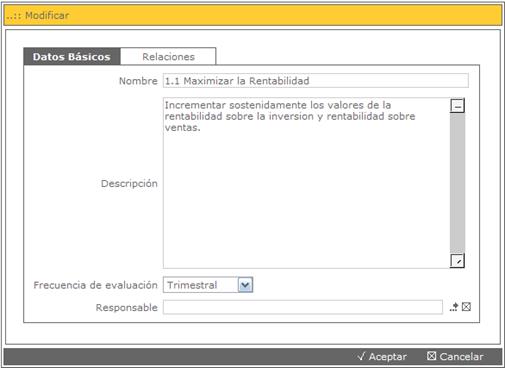 ..:: Modificar
Datos Básicos
Relaciones
Nombre
1.1 Maximizar la Rentabilidad
Descripción
Incrementar sostenidamente los valores de la
rentabilidad sobre la inversion y rentabilidad sobre
ventas.
Frecuencia de evaluación
Trimestral
Responsable
Aceptar
Cancelar